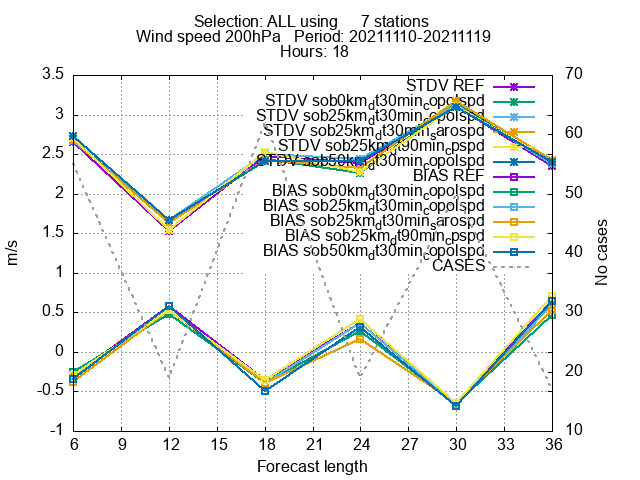 Selection: ALL using     7 stations
Wind speed 200hPa   Period: 20211110-20211119
Hours: 18
3.5
3
2.5
2
1.5
1
0.5
0
-0.5
-1
m/s
70
60
50
40
30
20
10
No cases
STDV REF
STDV sob0km_dt30min_copolspd
STDV sob25km_dt30min_copolspd
STDV sob25km_dt30min_sarospd
STDV sob25km_dt90min_cpspd
STDV sob50km_dt30min_copolspd
BIAS REF
BIAS sob0km_dt30min_copolspd
BIAS sob25km_dt30min_copolspd
BIAS sob25km_dt30min_sarospd
BIAS sob25km_dt90min_cpspd
BIAS sob50km_dt30min_copolspd
CASES
6 9 12 15 18 21 24 27 30 33 36
Forecast length